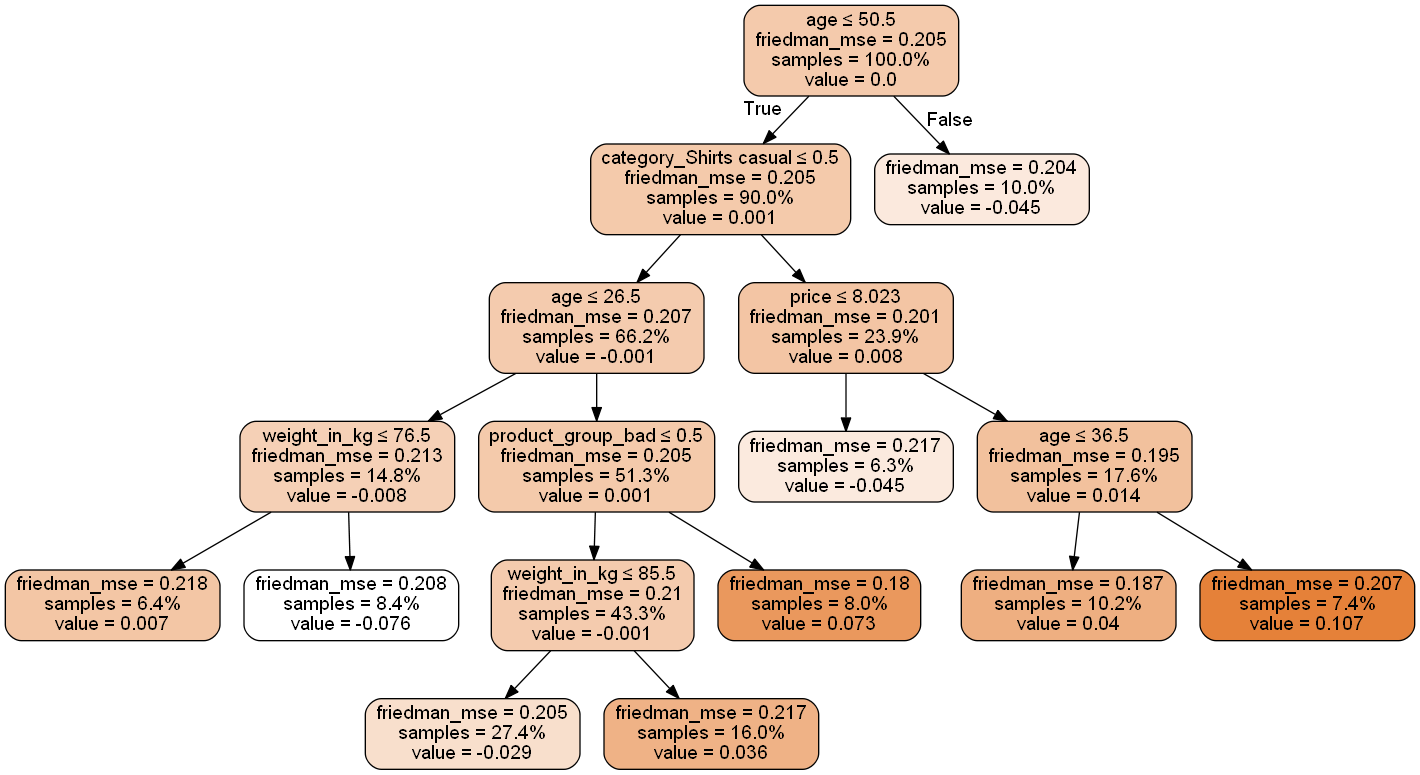 age ≤ 50.5
friedman_mse = 0.205
samples = 100.0%
value = 0.0
True
False
category_Shirts casual ≤ 0.5
friedman_mse = 0.205
samples = 90.0%
value = 0.001
friedman_mse = 0.204
samples = 10.0%
value = -0.045
age ≤ 26.5
friedman_mse = 0.207
samples = 66.2%
value = -0.001
price ≤ 8.023
friedman_mse = 0.201
samples = 23.9%
value = 0.008
weight_in_kg ≤ 76.5
friedman_mse = 0.213
samples = 14.8%
value = -0.008
product_group_bad ≤ 0.5
friedman_mse = 0.205
samples = 51.3%
value = 0.001
friedman_mse = 0.217
samples = 6.3%
value = -0.045
age ≤ 36.5
friedman_mse = 0.195
samples = 17.6%
value = 0.014
friedman_mse = 0.218
samples = 6.4%
value = 0.007
friedman_mse = 0.208
samples = 8.4%
value = -0.076
weight_in_kg ≤ 85.5
friedman_mse = 0.21
samples = 43.3%
value = -0.001
friedman_mse = 0.18
samples = 8.0%
value = 0.073
friedman_mse = 0.187
samples = 10.2%
value = 0.04
friedman_mse = 0.207
samples = 7.4%
value = 0.107
friedman_mse = 0.205
samples = 27.4%
value = -0.029
friedman_mse = 0.217
samples = 16.0%
value = 0.036